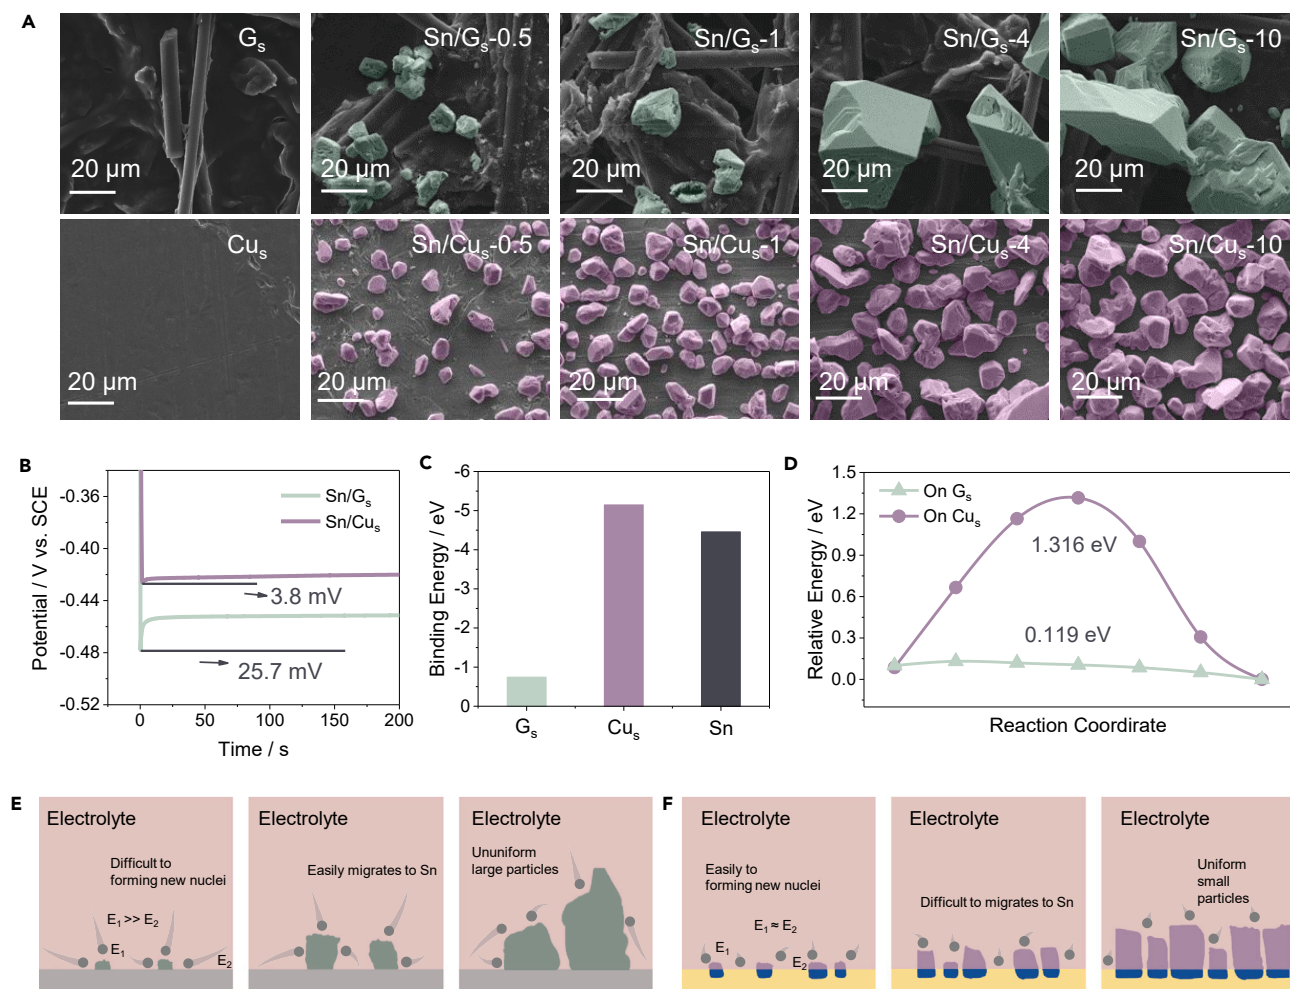 A
Gs
Sn/Gs-0.5
Sn/Gs-1
Sn/Gs-4
Sn/Gs-10
20 µm
20 µm
20 µm
20 µm
20 µm
Cus
Sn/Cus-0.5
Sn/Cus-1
Sn/Cus-4
Sn/Cus-10
20 µm
20 µm
20 µm
20 µm
20 µm
B
Potential / V vs. SCE
-0.36
-0.40
-0.44
-0.48
-0.52
Sn/Gs
Sn/Cus
3.8 mV
25.7 mV
0
50
100
150
200
Time / s
C
Binding Energy / eV
-6
-5
-4
-3
-2
-1
0
Gs
Cus
Sn
D
Relative Energy / eV
1.5
1.2
0.9
0.6
0.3
0.0
On Gs
On Cus
1.316 eV
0.119 eV
Reaction Coordirate
E
Electrolyte
Difficult to
forming new nuclei
E1 >> E2
E1
E2
Electrolyte
Easily migrates to Sn
Electrolyte
Ununiform
large particles
F
Electrolyte
Easily to
forming new nuclei
E1 ≈ E2
E1
E2
Electrolyte
Difficult to migrates to Sn
Electrolyte
Uniform
small
particles